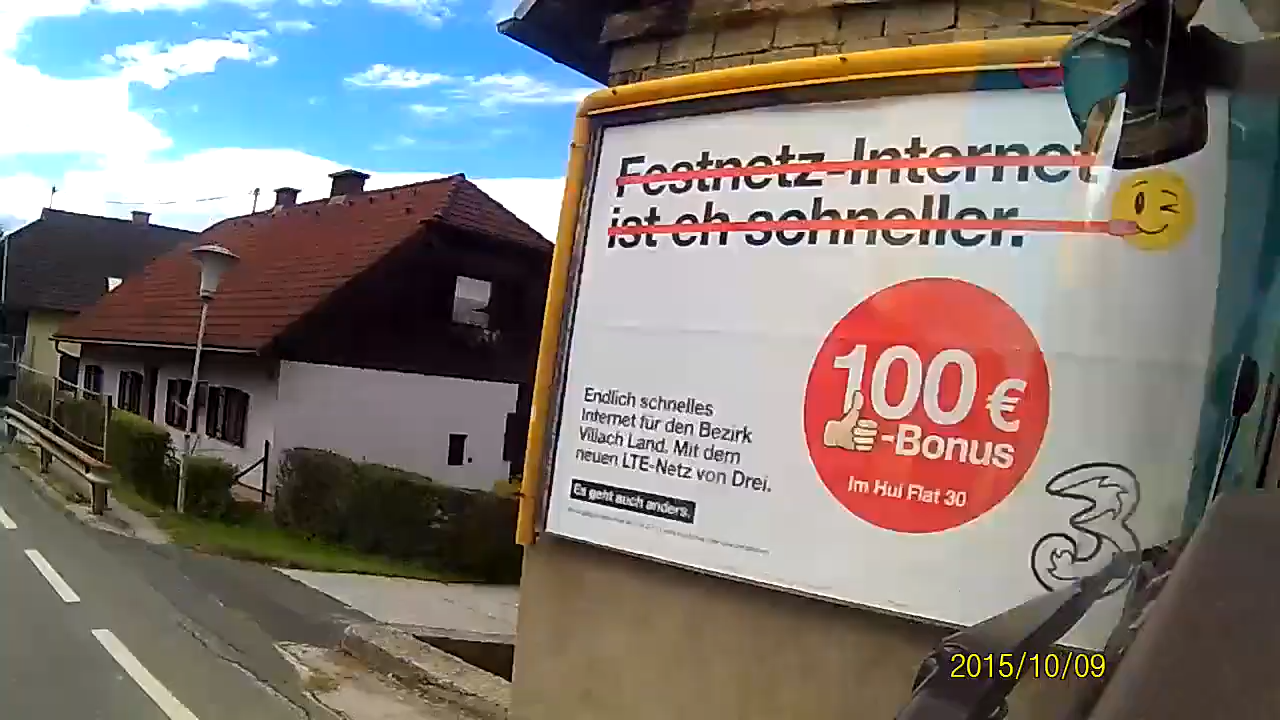 Festnetz-Internet
ist eh schneller.
100 €
-Bonus
Im Hui Flat 30
Endlich schnelles
Internet für den Bezirk
Villach Land. Mit dem
neuen LTE-Netz von Drei.
Es geht auch anders.
3
2015/10/09